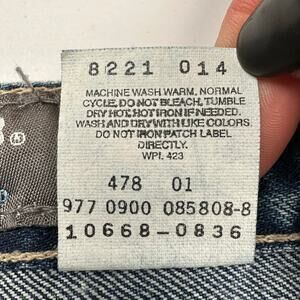 8221 014
MACHINE WASH WARM, NORMAL
CYCLE, DO NOT BLEACH, TUMBLE
DRY HOT, HOT IRON IF NEEDED.
WASH AND DRY WITH LIKE COLORS.
DO NOT IRON PATCH LABEL
DIRECTLY.
WPL 423
478 01
977 0900 085808-8
10668-0836